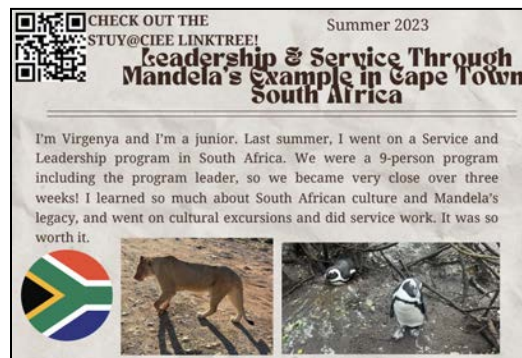 CHECK OUT THE
STUY@CIEE LINKTREE!
Summer 2023
Leadership & Service Through
Mandela's Example in Cape Town
South Africa
I'm Virgenya and I'm a junior. Last summer, I went on a Service and
Leadership program in South Africa. We were a 9-person program
including the program leader, so we became very close over three
weeks! I learned so much about South African culture and Mandela's
legacy, and went on cultural excursions and did service work. It was so
worth it.